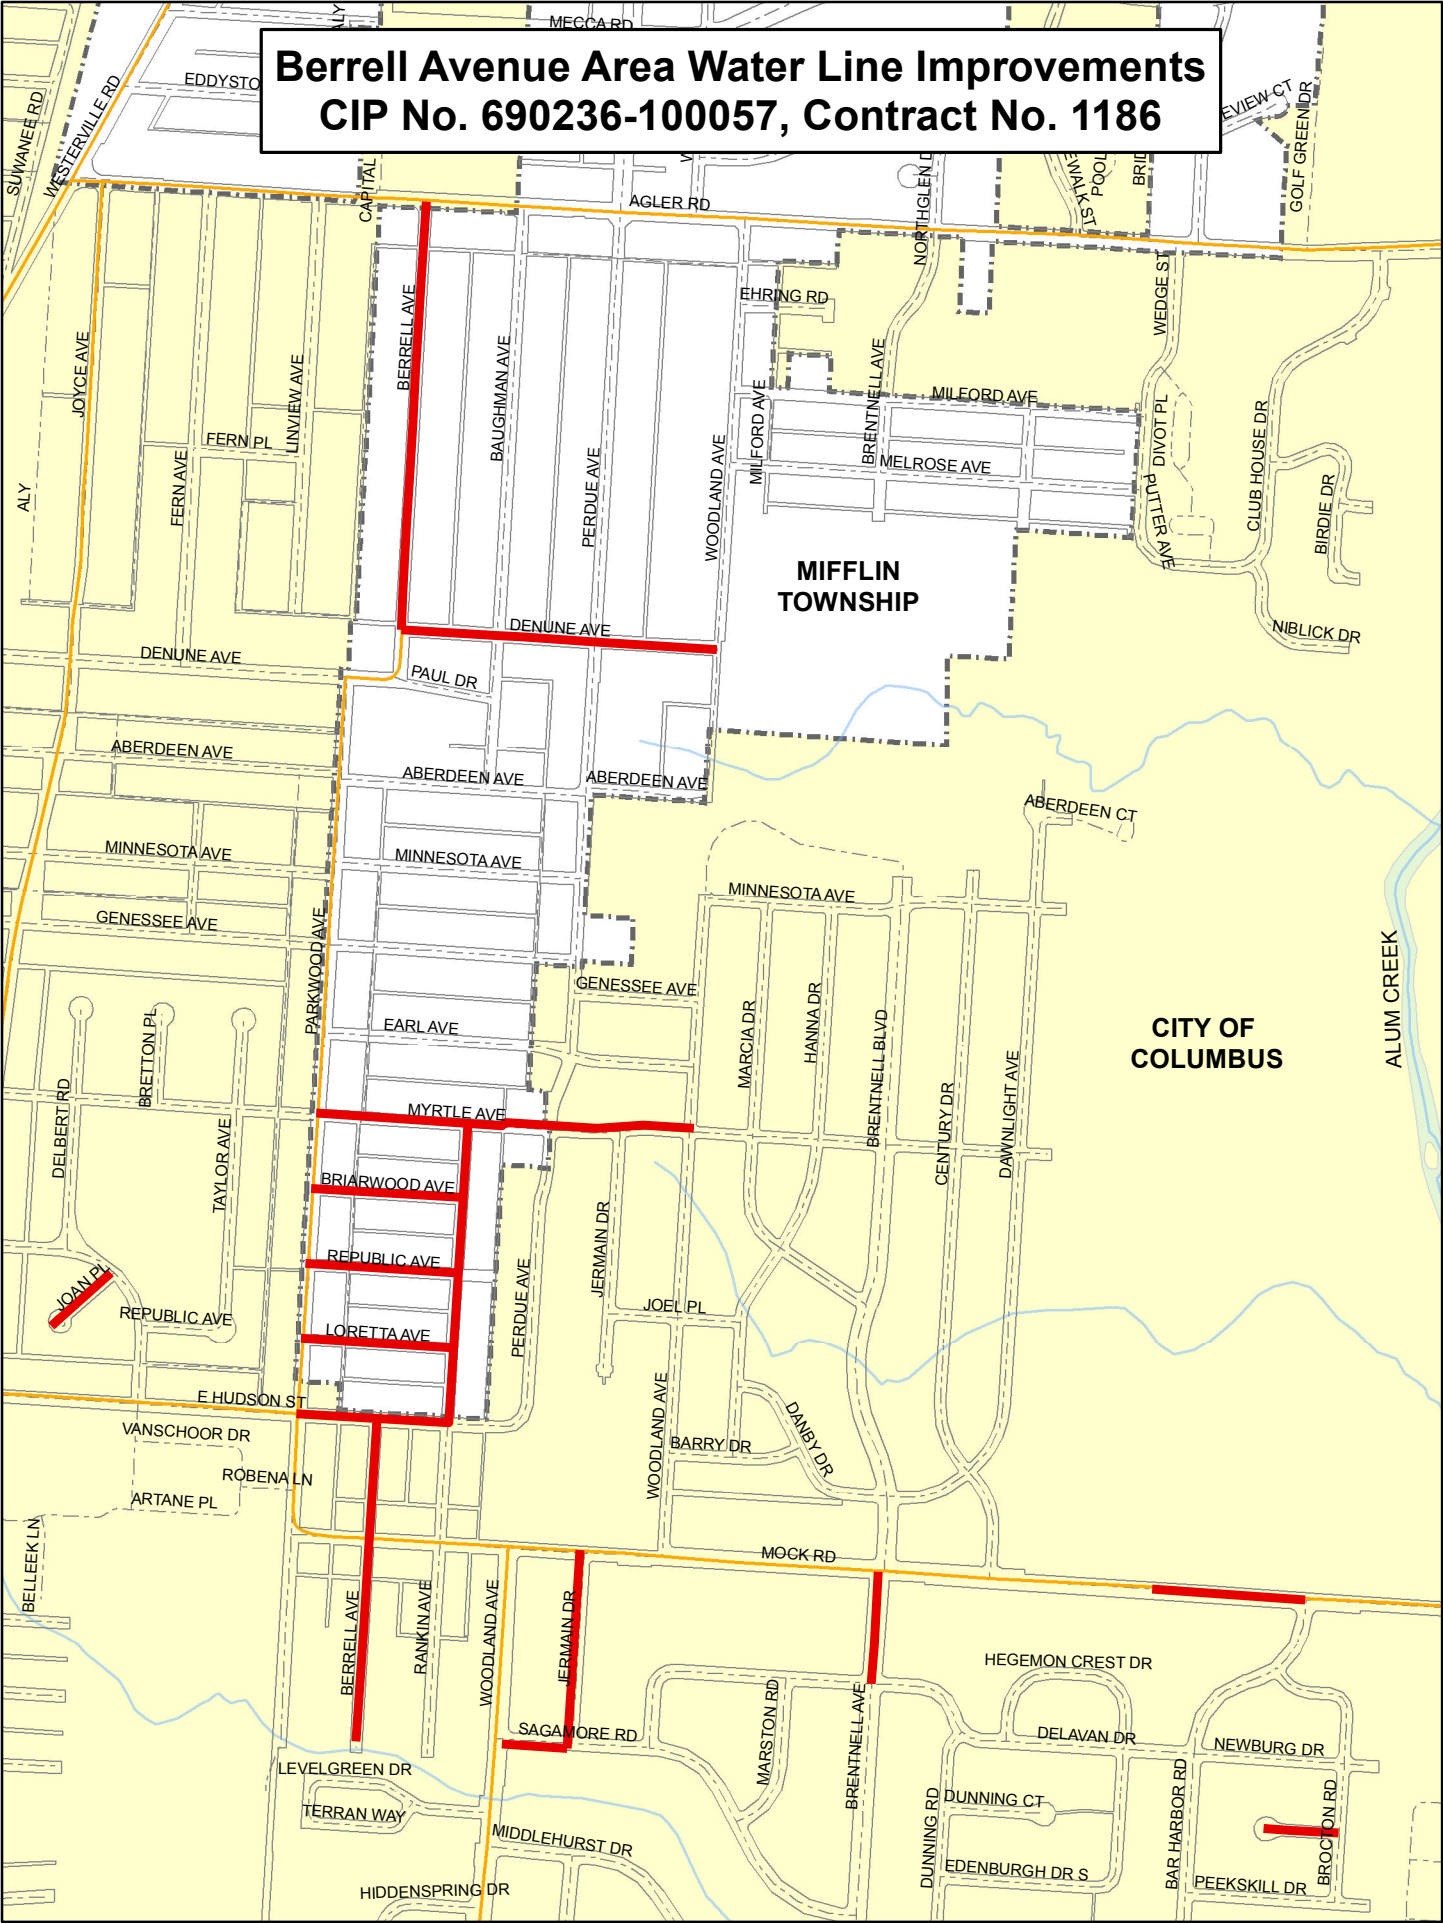 MECCA RD
ALY
Berrell Avenue Area Water Line Improvements
CIP No. 690236-100057, Contract No. 1186
EDDYSTO
SUWANEE RD
WESTERVILLE RD
CAPITAL
AGLER RD
NORTHGLEN D
EWALK ST
POOL
BRID
EVIEW CT
GOLF GREEN DR
WEDGE ST
EHRING RD
JOYCE AVE
LINVIEW AVE
BERRELL AVE
BAUGHMAN AVE
BRENTNELL AVE
MILFORD AVE
MILFORD AVE
DIVOT PL
CLUB HOUSE DR
FERN PL
FERN AVE
ALY
PERDUE AVE
WOODLAND AVE
MELROSE AVE
PUTTER AVE
BIRDIE DR
MIFFLIN
TOWNSHIP
DENUNE AVE
NIBLICK DR
DENUNE AVE
PAUL DR
ABERDEEN AVE
ABERDEEN AVE
ABERDEEN AVE
ABERDEEN CT
MINNESOTA AVE
MINNESOTA AVE
MINNESOTA AVE
GENESSEE AVE
PARKWOOD AVE
GENESSEE AVE
ALUM CREEK
EARL AVE
MARCIA DR
HANNA DR
BRENTNELL BLVD
CITY OF
COLUMBUS
BRETTON PL
DELBERT RD
CENTURY DR
DAWNLIGHT AVE
MYRTLE AVE
TAYLOR AVE
BRIARWOOD AVE
JERMAIN DR
REPUBLIC AVE
PERDUE AVE
JOAN PL
REPUBLIC AVE
JOEL PL
LORETTA AVE
E HUDSON ST
WOODLAND AVE
VANSCHOOR DR
BARRY DR
DANBY DR
ROBENA LN
ARTANE PL
BELLEEK LN
MOCK RD
BERRELL AVE
RANKIN AVE
WOODLAND AVE
JERMAIN DR
HEGEMON CREST DR
SAGAMORE RD
MARSTON RD
BRENTNELL AVE
DELAVAN DR
NEWBURG DR
LEVELGREEN DR
TERRAN WAY
DUNNING RD
DUNNING CT
BAR HARBOR RD
BROCTON RD
MIDDLEHURST DR
EDENBURGH DR S
PEEKSKILL DR
HIDDENSPRING DR